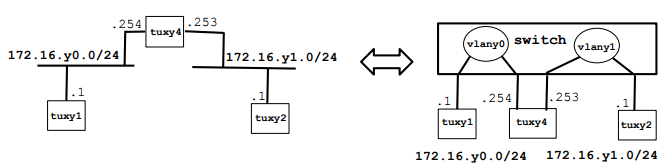 .254 tuxy4 .253
172.16.y0.0/24
172.16.y1.0/24
.1
tuxy1
.1
tuxy2
vlany0 switch vlany1
.1
.254
.253
.1
tuxy1
tuxy4
tuxy2
172.16.y0.0/24 172.16.y1.0/24